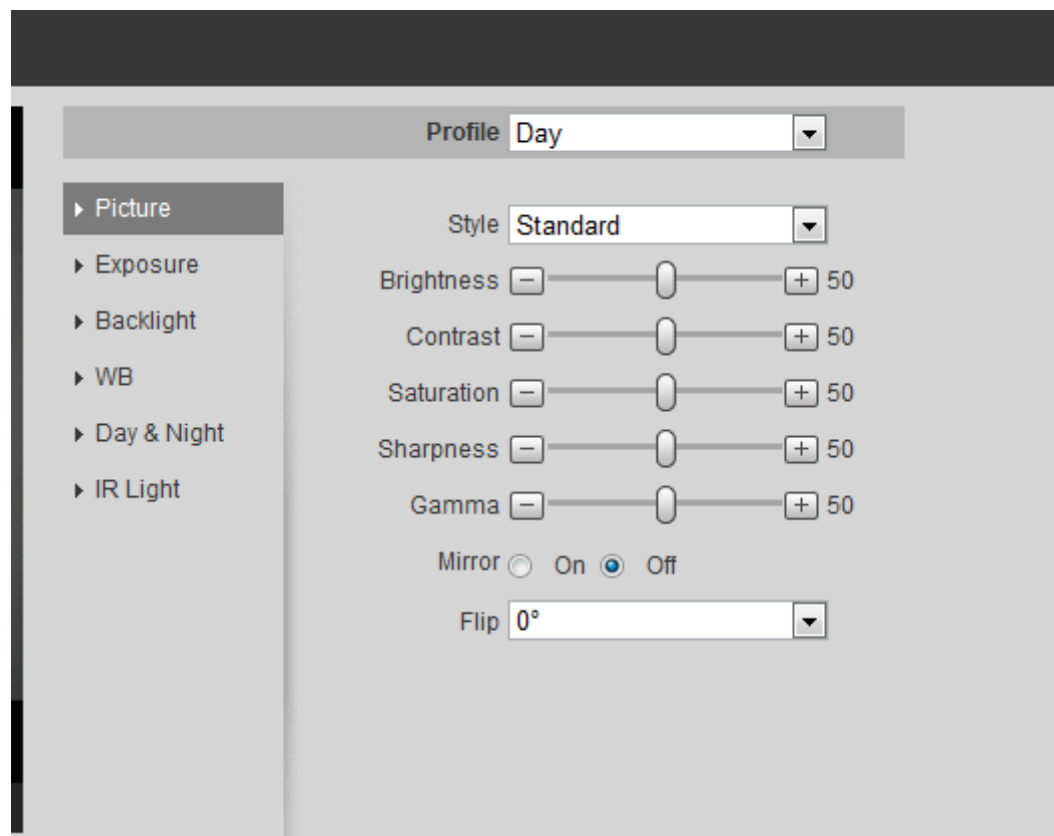 Profile Day
Picture
Exposure
Backlight
WB
Day & Night
IR Light
Style Standard
Brightness 50
Contrast 50
Saturation 50
Sharpness 50
Gamma 50
Mirror On Off
Flip 0°